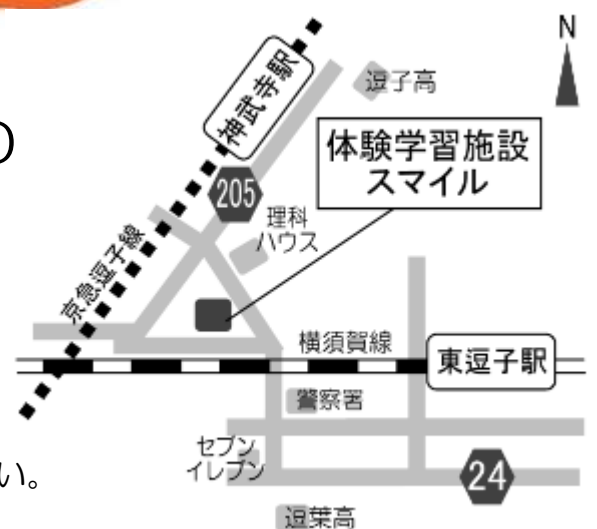 N
神武寺駅
逗子高
の
体験学習施設
スマイル
205
理科
ハウス
京急逗子線
横須賀線
東逗子駅
警察署
セブン
イレブン
24
い。
逗葉高